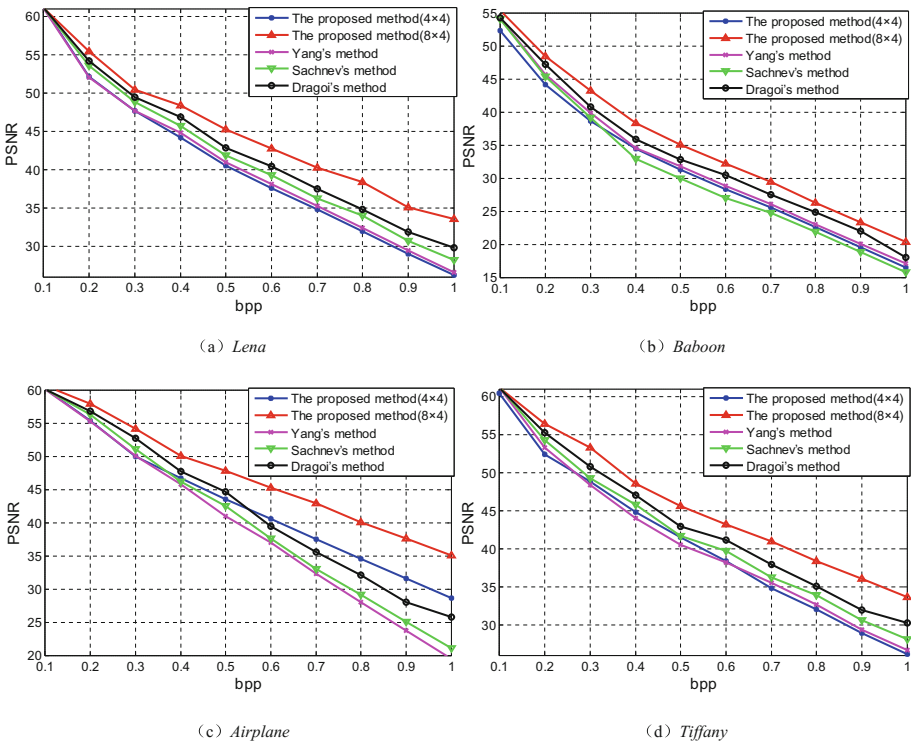 The proposed method(4×4)
The proposed method(8×4)
Yang's method
Sachnev's method
Dragoi's method
PSNR
60
55
50
45
40
35
30
0.1 0.2 0.3 0.4 0.5 0.6 0.7 0.8 0.9 1
bpp
(a) Lena
The proposed method(4×4)
The proposed method(8×4)
Yang's method
Sachnev's method
Dragoi's method
PSNR
55
50
45
40
35
30
25
20
15
0.1 0.2 0.3 0.4 0.5 0.6 0.7 0.8 0.9 1
bpp
(b) Baboon
The proposed method(4×4)
The proposed method(8×4)
Yang's method
Sachnev's method
Dragoi's method
PSNR
60
55
50
45
40
35
30
25
20
0.1 0.2 0.3 0.4 0.5 0.6 0.7 0.8 0.9 1
bpp
(c) Airplane
The proposed method(4×4)
The proposed method(8×4)
Yang's method
Sachnev's method
Dragoi's method
PSNR
60
55
50
45
40
35
30
0.1 0.2 0.3 0.4 0.5 0.6 0.7 0.8 0.9 1
bpp
(d) Tiffany